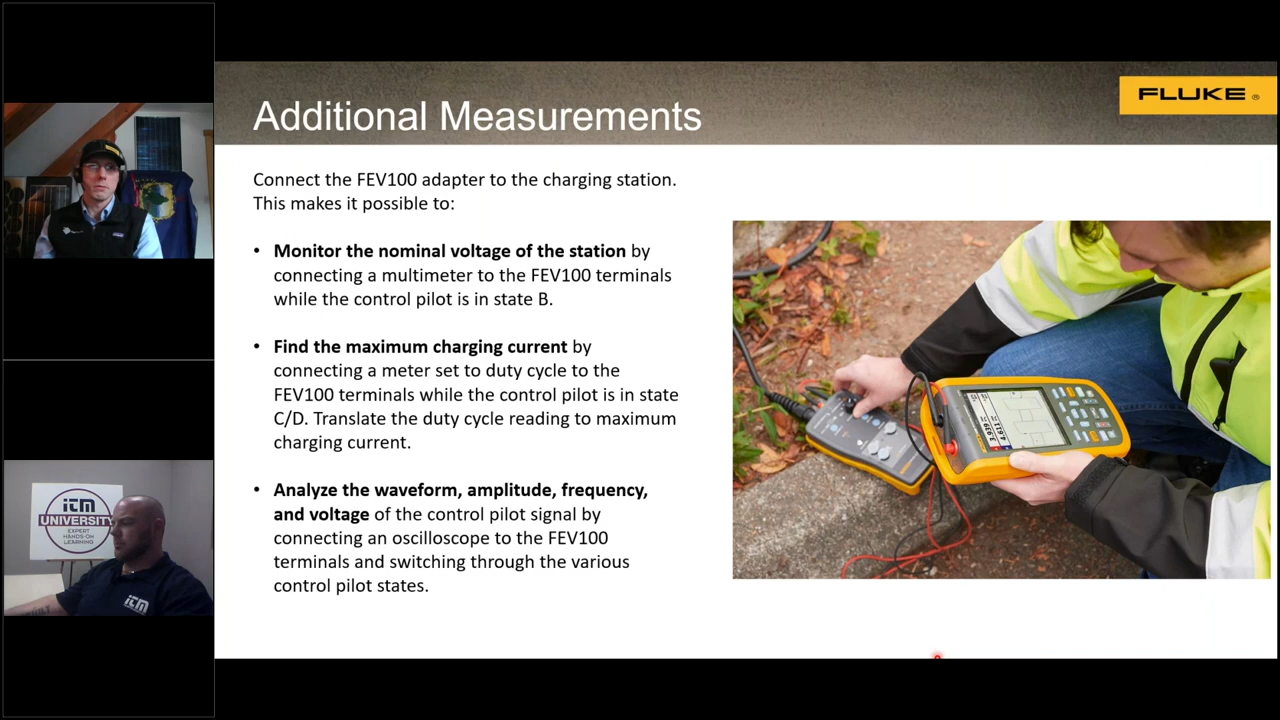 Additional Measurements
FLUKE®
Connect the FEV100 adapter to the charging station.
This makes it possible to:
• Monitor the nominal voltage of the station by
connecting a multimeter to the FEV100 terminals
while the control pilot is in state B.
• Find the maximum charging current by
connecting a meter set to duty cycle to the
FEV100 terminals while the control pilot is in state
C/D. Translate the duty cycle reading to maximum
charging current.
• Analyze the waveform, amplitude, frequency,
and voltage of the control pilot signal by
connecting an oscilloscope to the FEV100
terminals and switching through the various
control pilot states.
iTM
UNIVERSITY
EXPERT
HANDS-ON
LEARNING
iTM